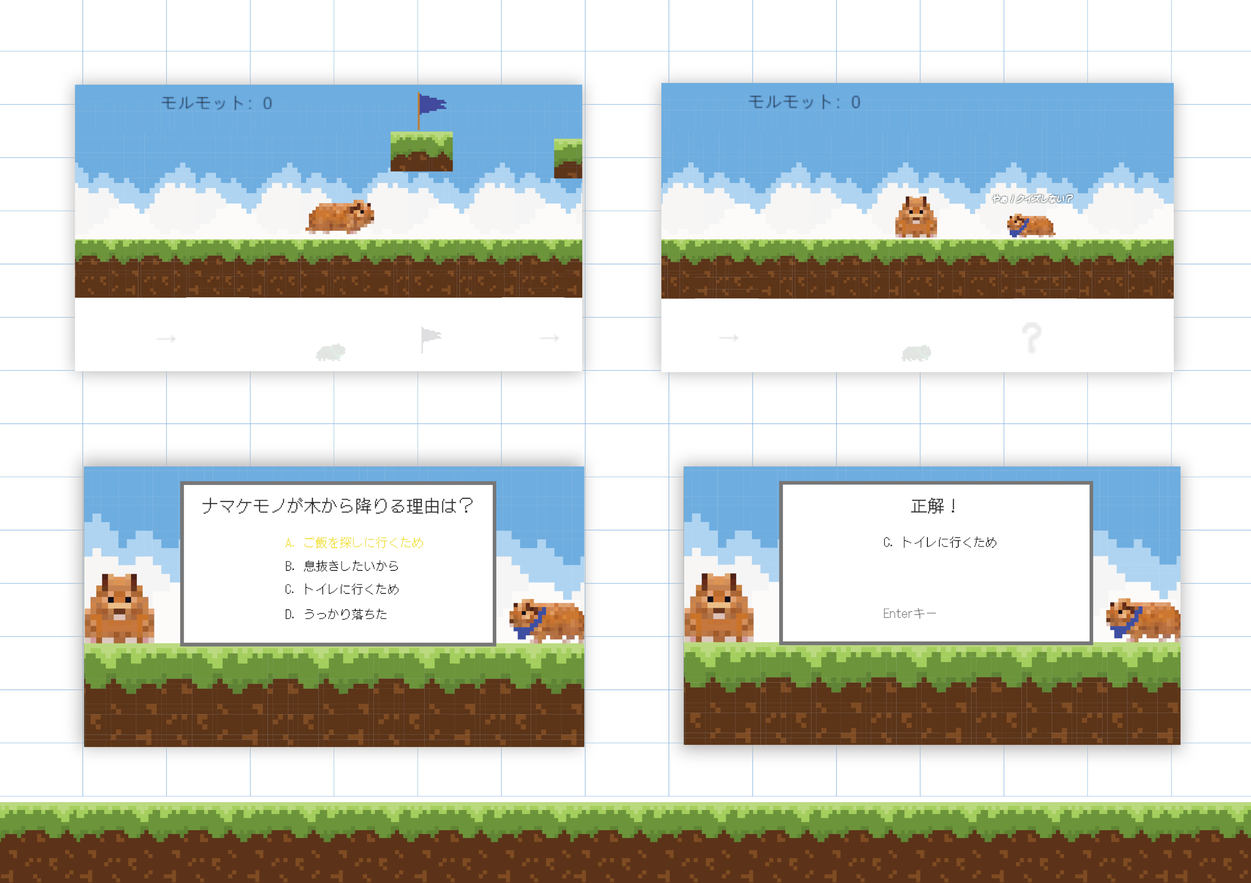 モルモット: 0
モルモット: 0
やぁ！クイズしない？
ナマケモノが木から降りる理由は？
A. ご飯を探しに行くため
B. 息抜きしたいから
C. トイレに行くため
D. うっかり落ちた
正解！
C. トイレに行くため
Enterキー